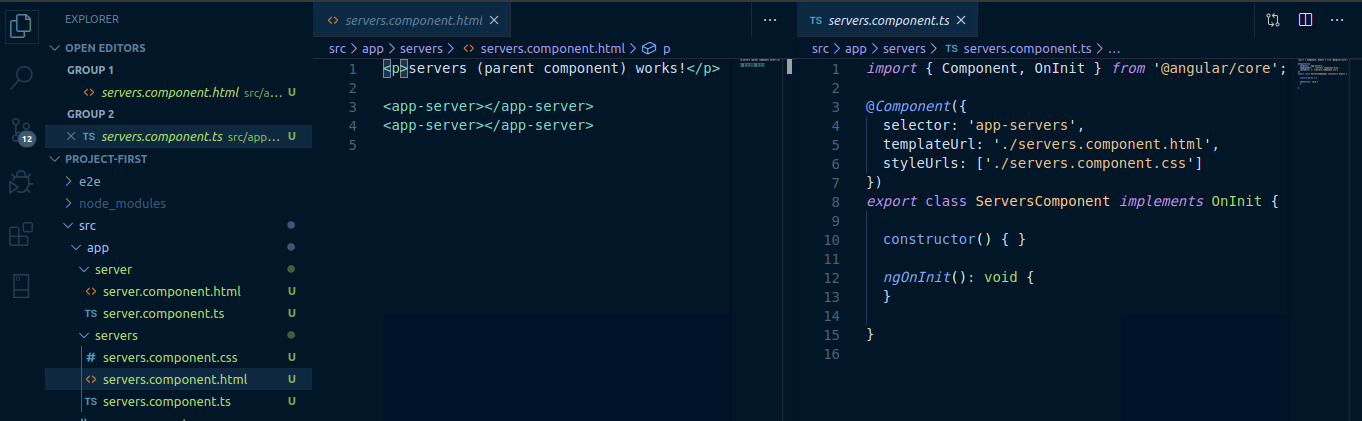 EXPLORER
OPEN EDITORS
GROUP 1
servers.component.html src/a... U
GROUP 2
TS servers.component.ts src/app... U
12
PROJECT-FIRST
e2e
node_modules
src
app
server
server.component.html U
TS server.component.ts U
servers
# servers.component.css U
servers.component.html U
TS servers.component.ts U
servers.component.html
src > app > servers > servers.component.html > p
1 <p>servers (parent component) works!</p>
2
3 <app-server></app-server>
4 <app-server></app-server>
5
TS servers.component.ts
src > app > servers > TS servers.component.ts > ...
1 import { Component, OnInit } from '@angular/core';
2
3 @Component({
4 selector: 'app-servers',
5 templateUrl: './servers.component.html',
6 styleUrls: ['./servers.component.css']
7 })
8 export class ServersComponent implements OnInit {
9
10 constructor() { }
11
12 ngOnInit(): void {
13 }
14
15 }
16